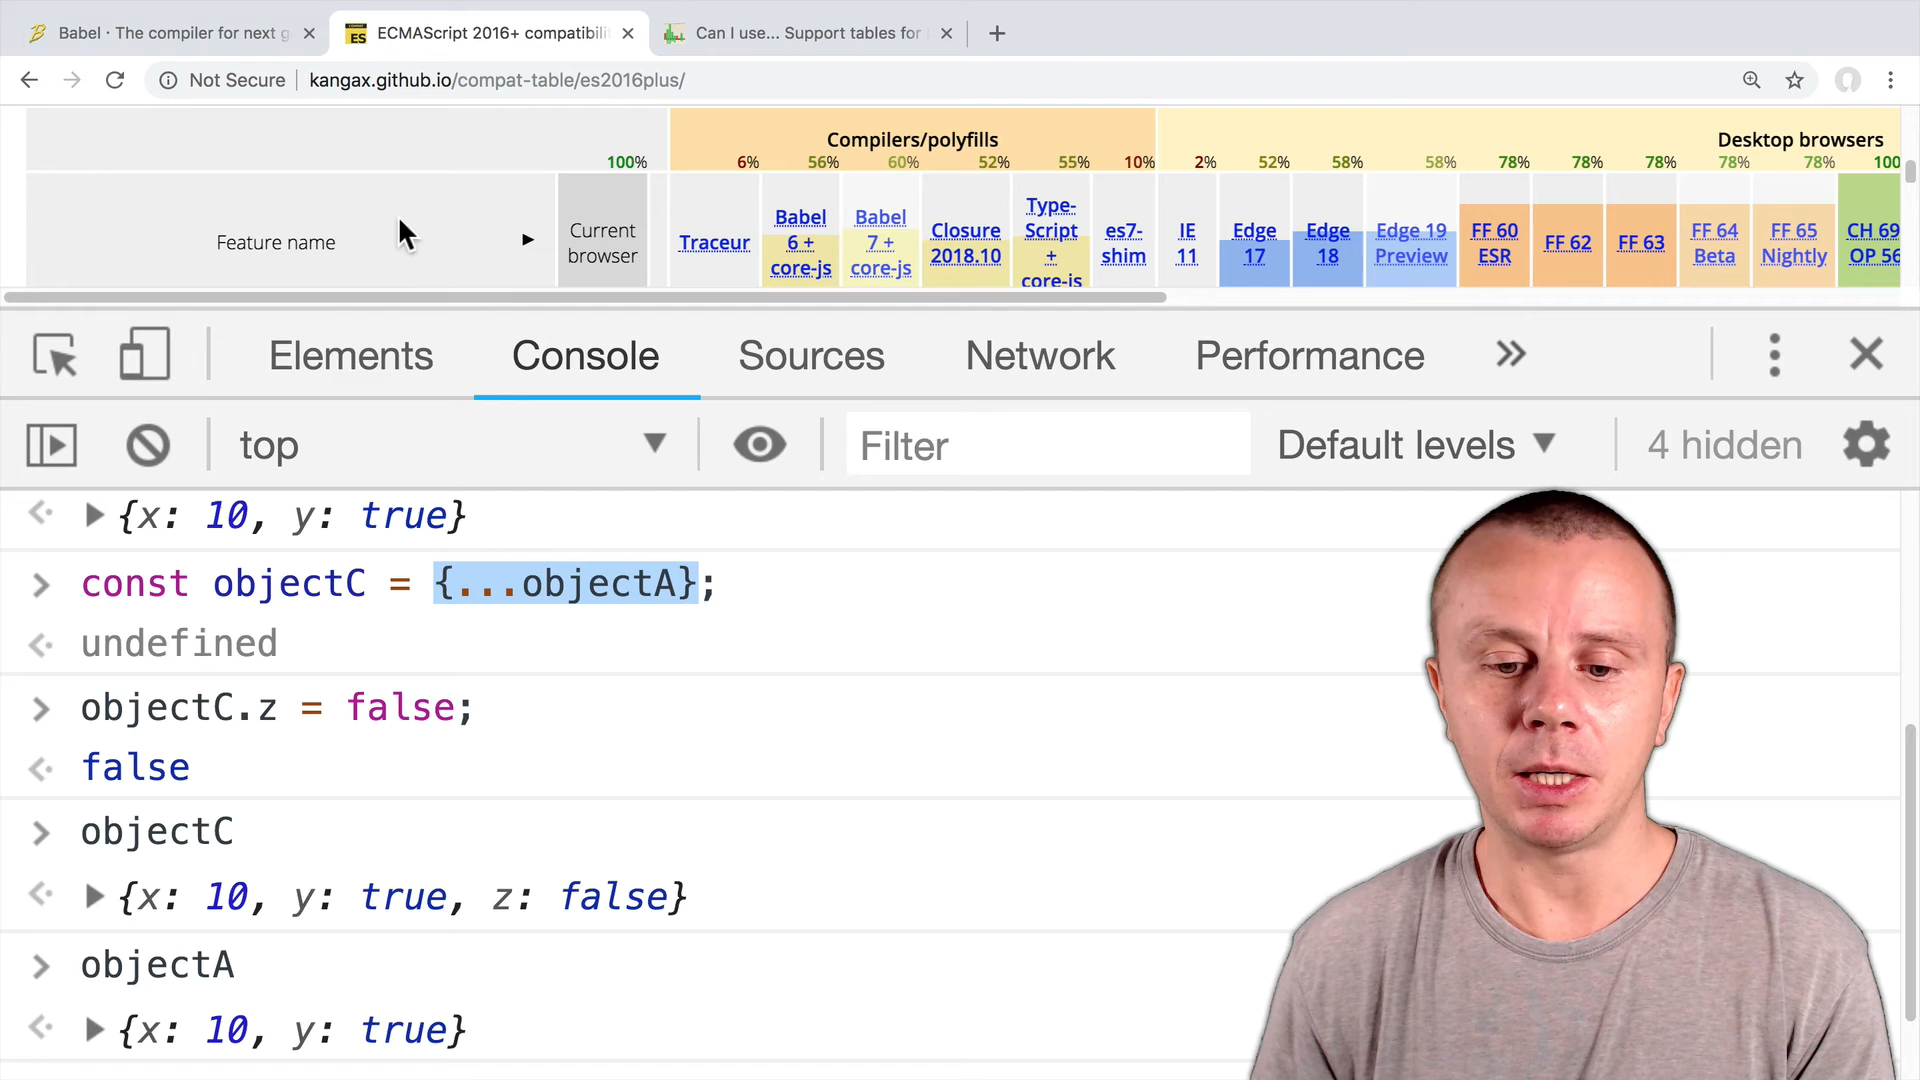 Babel · The compiler for next g
ECMAScript 2016+ compatibili
Can I use... Support tables for
Not Secure
kangax.github.io/compat-table/es2016plus/
Compilers/polyfills
Desktop browsers
100%
6%
56%
60%
52%
55%
10%
2%
52%
58%
58%
78%
78%
78%
78%
78%
100
Feature name
Current
browser
Traceur
Babel
6 +
core-js
Babel
7 +
core-js
Closure
2018.10
Type-
Script
+
core-js
es7-
shim
IE
11
Edge
17
Edge
18
Edge 19
Preview
FF 60
ESR
FF 62
FF 63
FF 64
Beta
FF 65
Nightly
CH 69
OP 56
Elements
Console
Sources
Network
Performance
top
Filter
Default levels
4 hidden
{x: 10, y: true}
const objectC = {...objectA};
undefined
objectC.z = false;
false
objectC
{x: 10, y: true, z: false}
objectA
{x: 10, y: true}